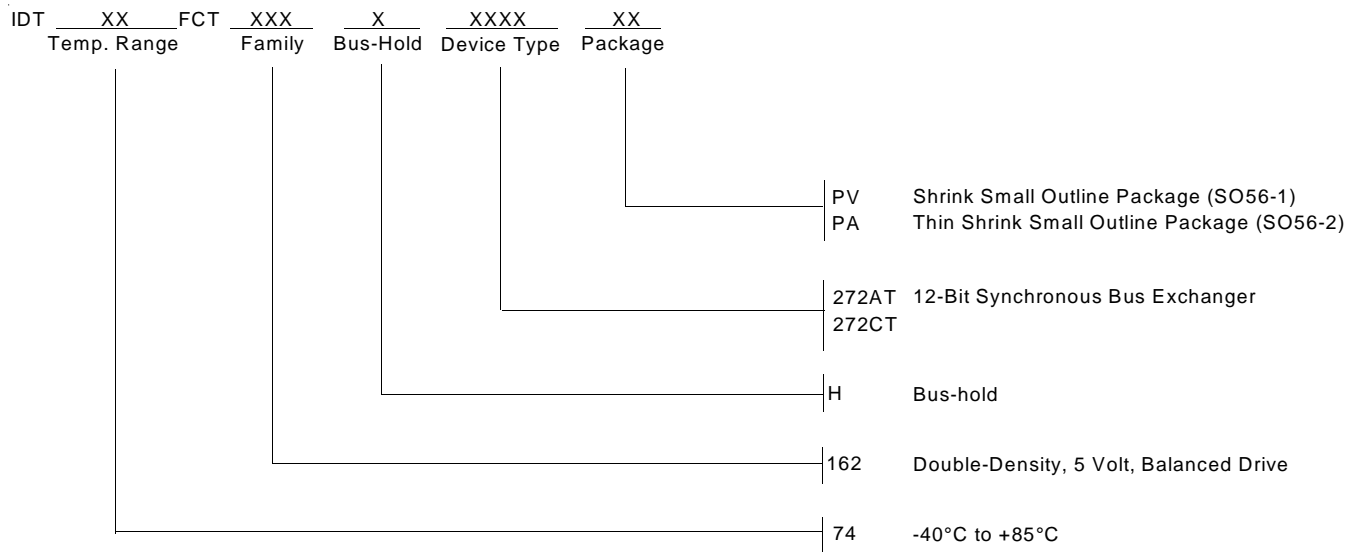 IDT XX FCT XXX X XXXX XX
Temp. Range Family Bus-Hold Device Type Package
PV Shrink Small Outline Package (SO56-1)
PA Thin Shrink Small Outline Package (SO56-2)
272AT 12-Bit Synchronous Bus Exchanger
272CT
H Bus-hold
162 Double-Density, 5 Volt, Balanced Drive
74 -40°C to +85°C